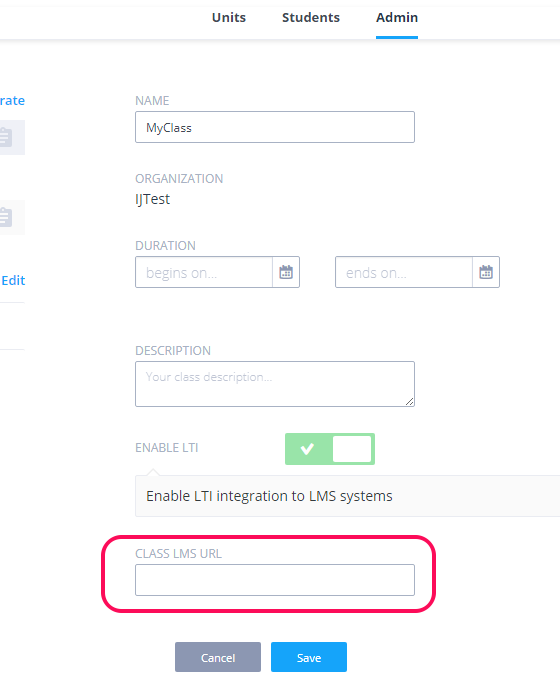 Units Students Admin
rate
NAME
MyClass
ORGANIZATION
IJTest
DURATION
begins on... ends on...
Edit
DESCRIPTION
Your class description...
ENABLE LTI
Enable LTI integration to LMS systems
CLASS LMS URL
Cancel Save